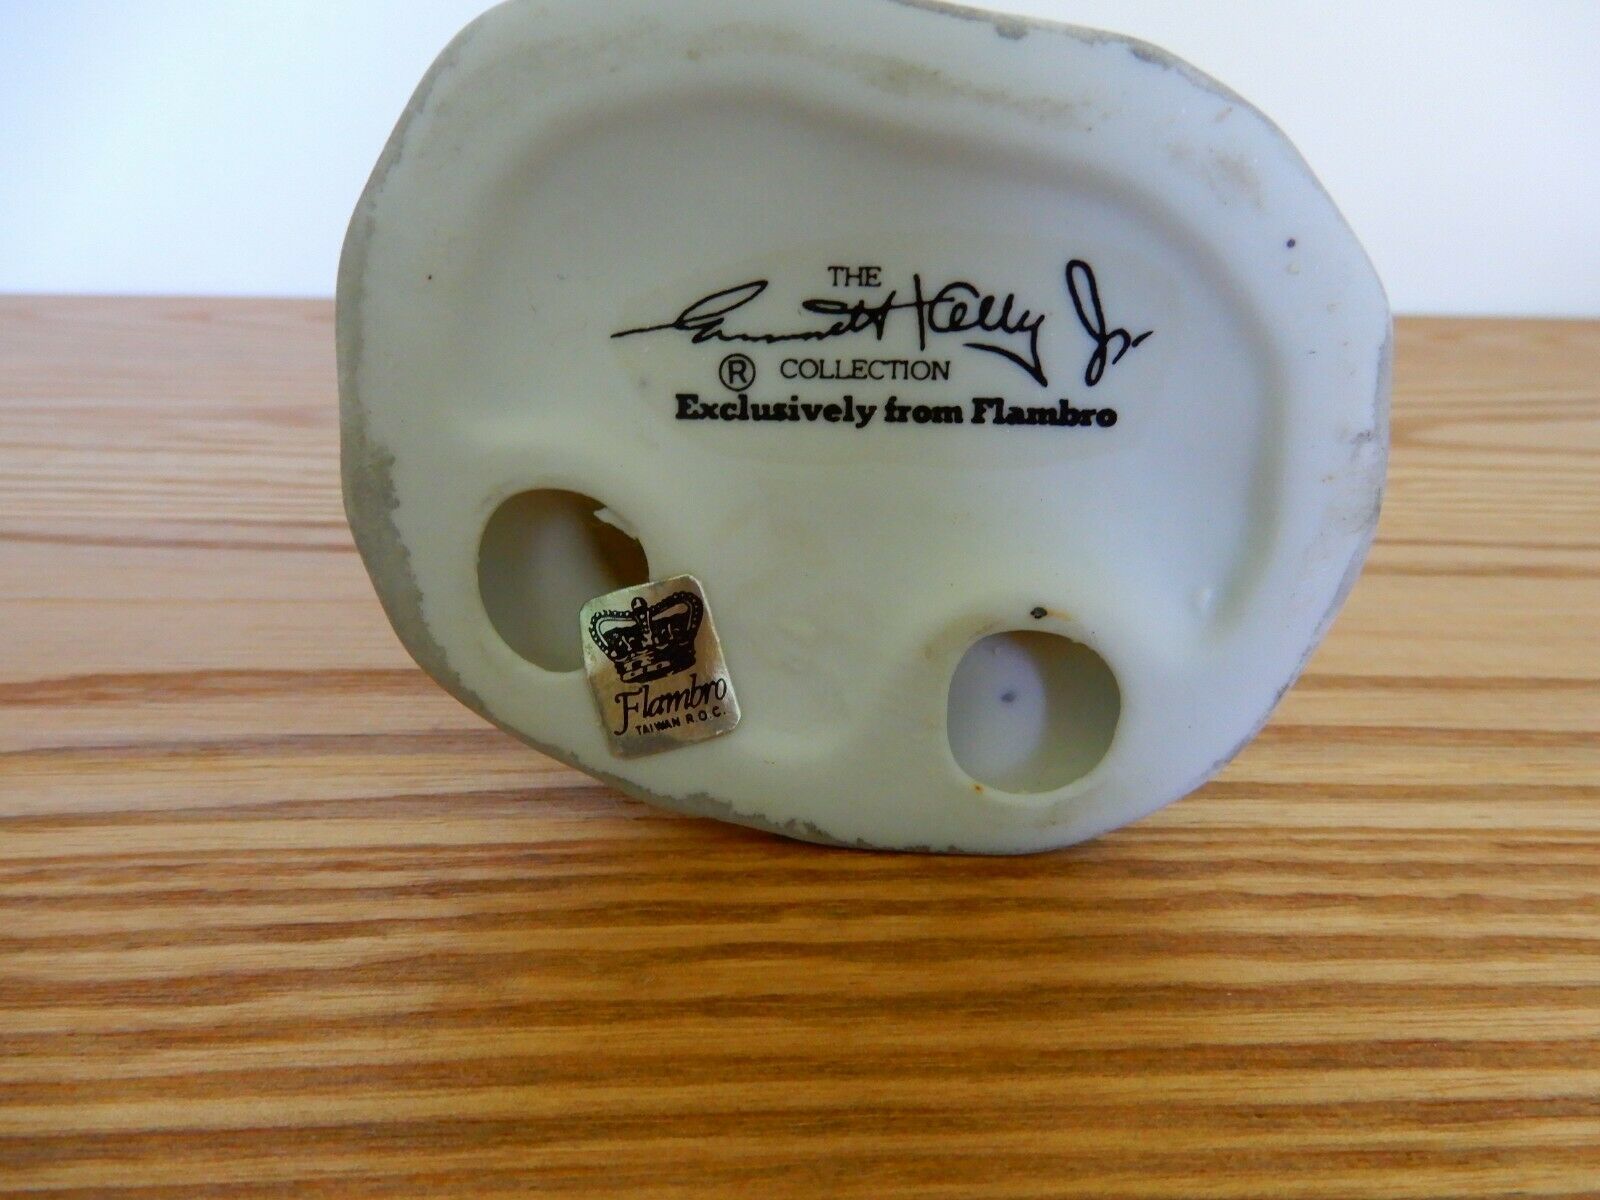 THE
Emmett Kelly Jr.
® COLLECTION
Exclusively from Flambro
Flambro
TAIWAN R.O.C.